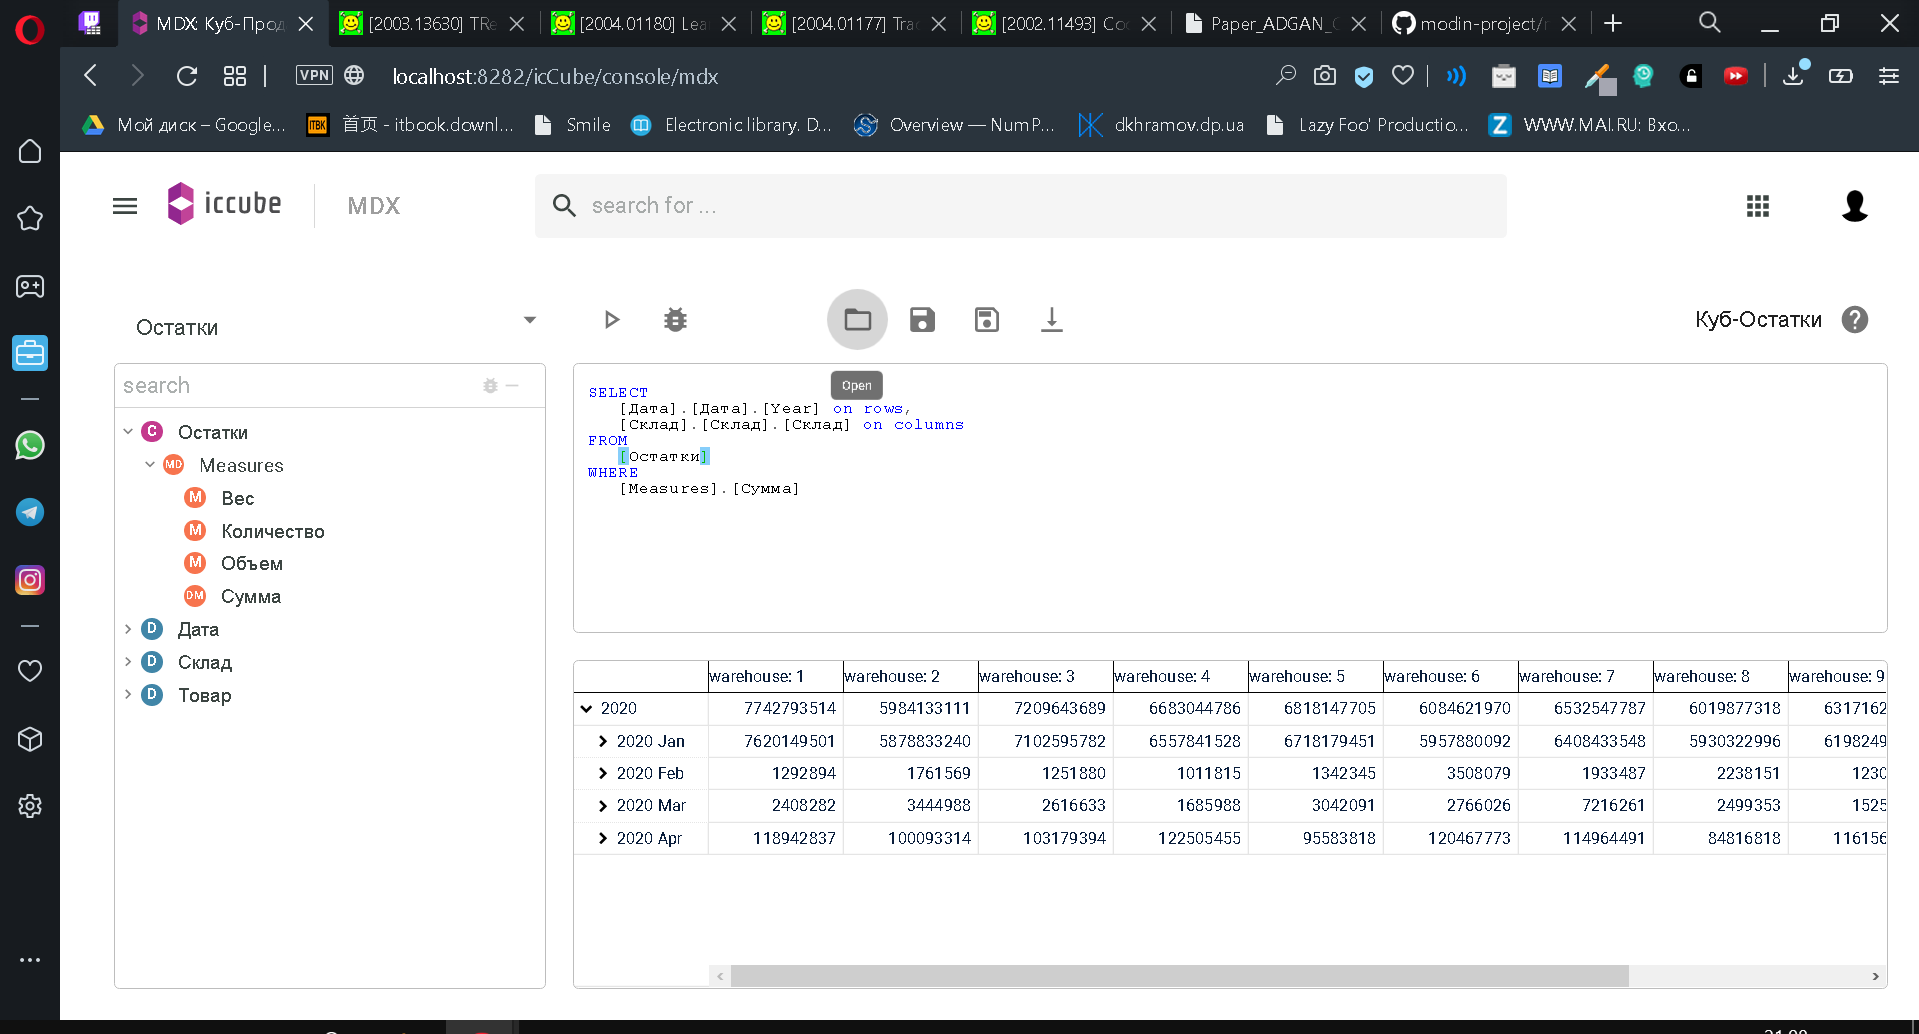 MDX: Куб-Прод
[2003.13630] TRe
[2004.01180] Lea
[2004.01177] Trac
[2002.11493] Coo
Paper_ADGAN_C
modin-project/r
VPN
localhost:8282/icCube/console/mdx
Мой диск – Google...
ITBK
首页 - itbook.downl...
Smile
Electronic library. D...
Overview — NumP...
dkhramov.dp.ua
Lazy Foo' Productio...
Z
WWW.MAI.RU: Вхо...
iccube
MDX
search for ...
Остатки
Куб-Остатки
?
Open
search
C Остатки
MD Measures
M Вес
M Количество
M Объем
DM Сумма
D Дата
D Склад
D Товар
SELECT
[Дата].[Дата].[Year] on rows,
[Склад].[Склад].[Склад] on columns
FROM
[Остатки]
WHERE
[Measures].[Сумма]
warehouse: 1 warehouse: 2 warehouse: 3 warehouse: 4 warehouse: 5 warehouse: 6 warehouse: 7 warehouse: 8 warehouse: 9
2020 7742793514 5984133111 7209643689 6683044786 6818147705 6084621970 6532547787 6019877318 6317162
2020 Jan 7620149501 5878833240 7102595782 6557841528 6718179451 5957880092 6408433548 5930322996 6198249
2020 Feb 1292894 1761569 1251880 1011815 1342345 3508079 1933487 2238151 1230
2020 Mar 2408282 3444988 2616633 1685988 3042091 2766026 7216261 2499353 1525
2020 Apr 118942837 100093314 103179394 122505455 95583818 120467773 114964491 84816818 116156